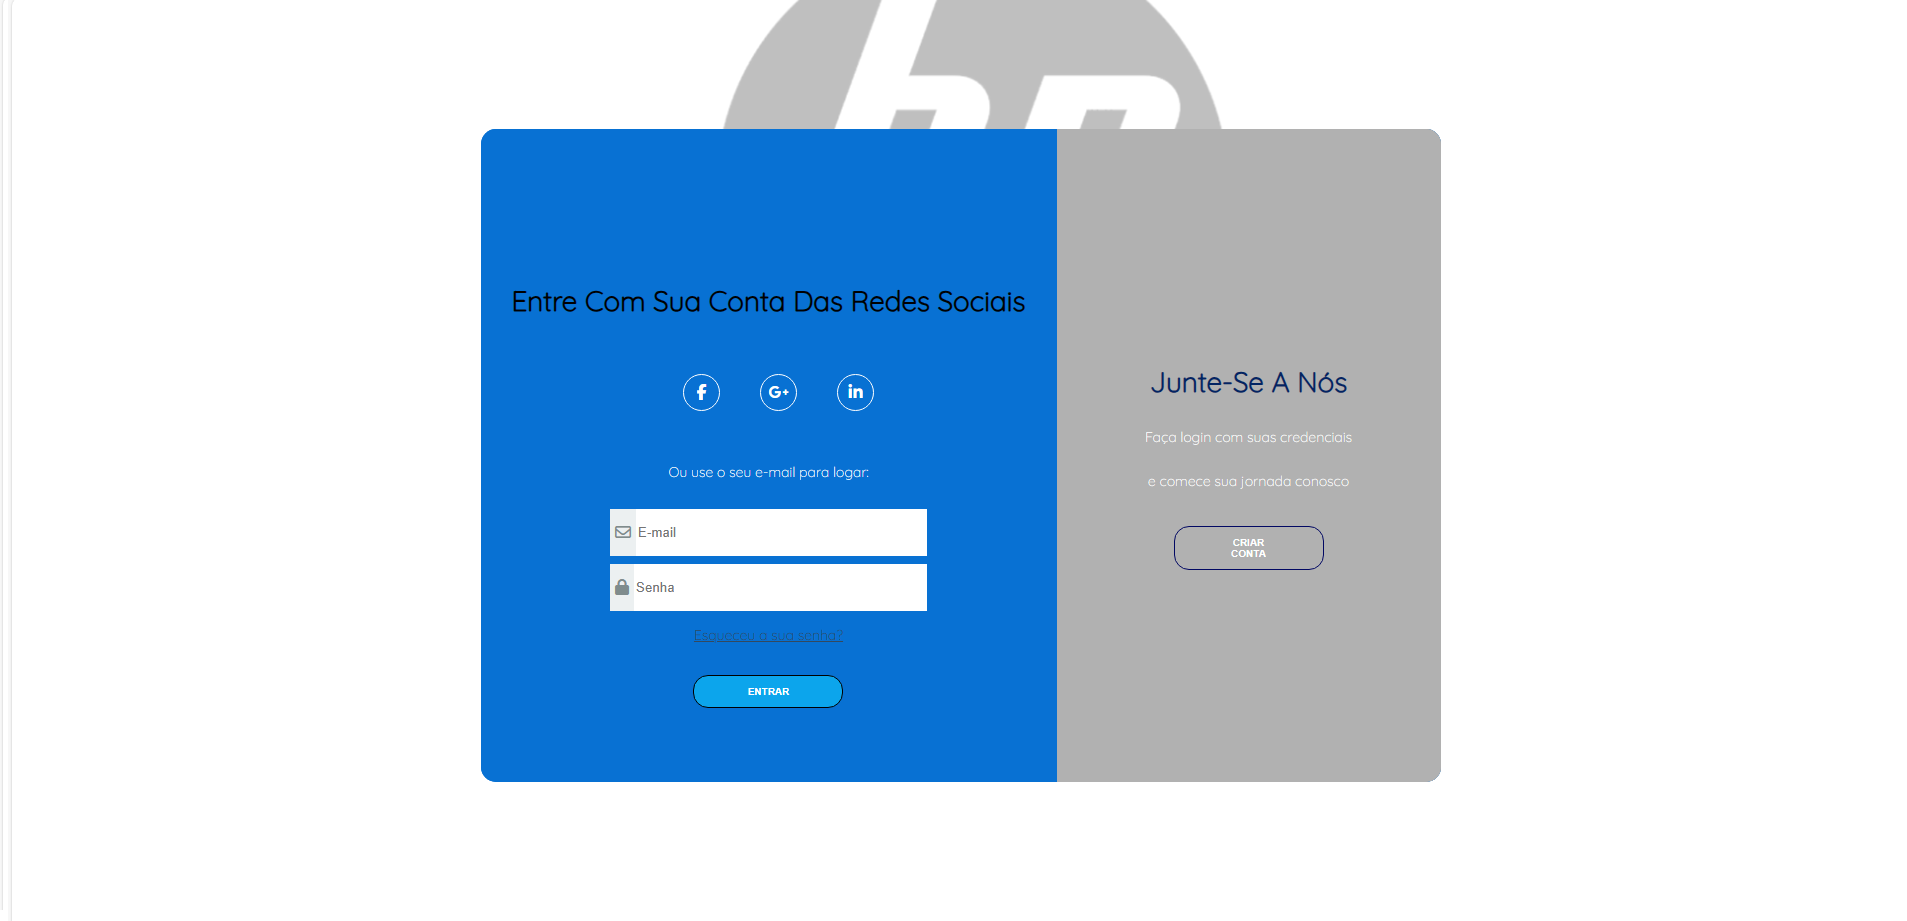 hp
Entre Com Sua Conta Das Redes Sociais
G+
in
Ou use o seu e-mail para logar:
E-mail
Senha
Esqueceu a sua senha?
ENTRAR
Junte-Se A Nós
Faça login com suas credenciais
e comece sua jornada conosco
CRIAR
CONTA